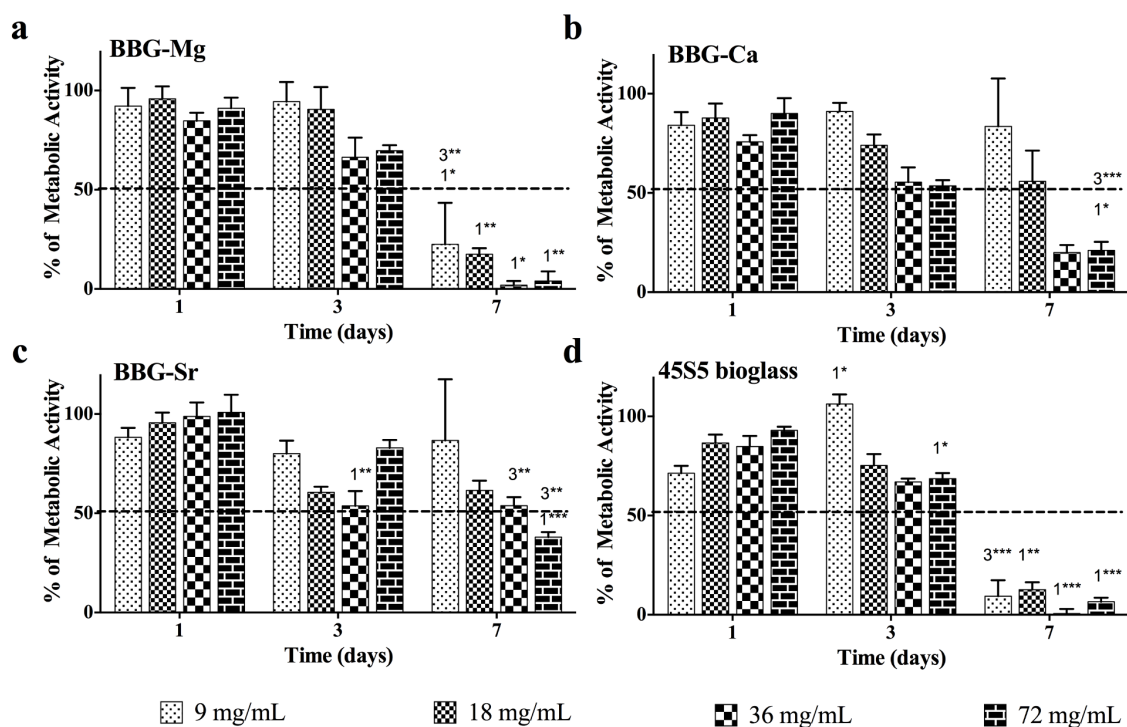 a
BBG-Mg
% of Metabolic Activity
100
50
0
3**
1*
1**
1*
1**
1
3
7
Time (days)
b
BBG-Ca
% of Metabolic Activity
100
50
0
3***
1*
1
3
7
Time (days)
c
BBG-Sr
% of Metabolic Activity
100
50
0
1**
3**
3**
1***
1
3
7
Time (days)
d
45S5 bioglass
% of Metabolic Activity
100
50
0
1*
1*
3***
1**
1***
1***
1
3
7
Time (days)
9 mg/mL
18 mg/mL
36 mg/mL
72 mg/mL